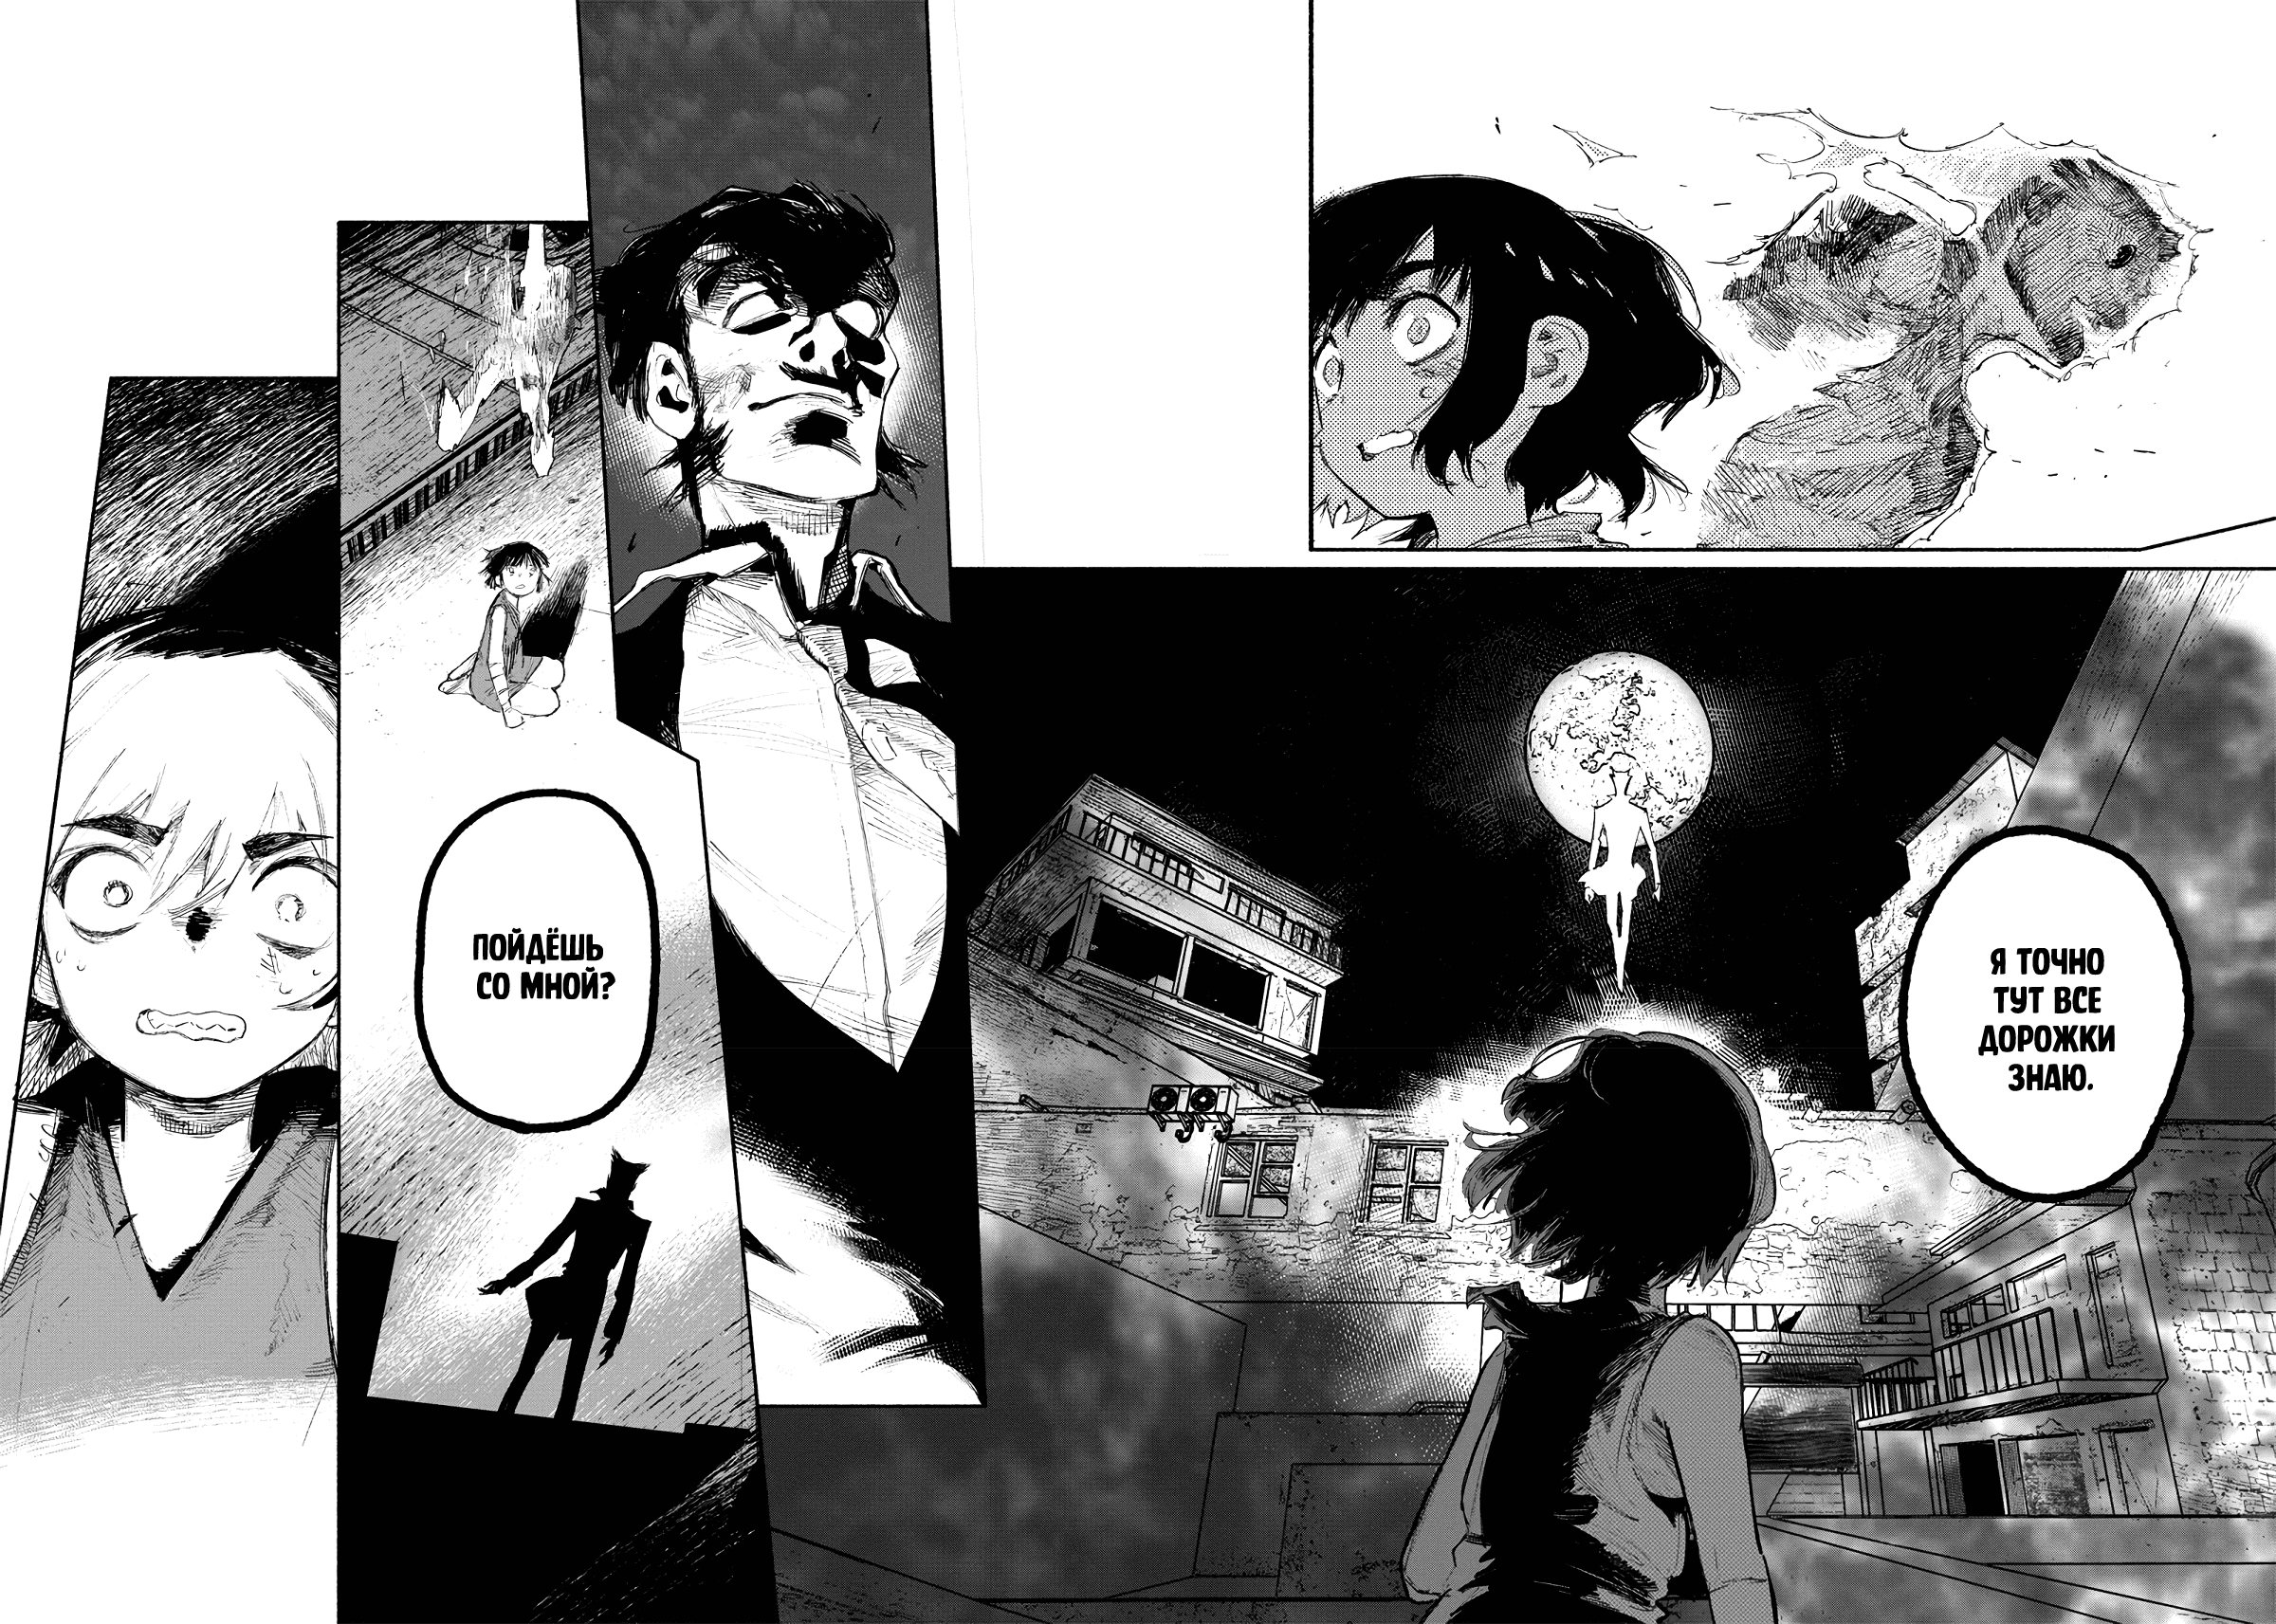 Я ТОЧНО
ТУТ ВСЕ
ДОРОЖКИ
ЗНАЮ.
ПОЙДЁШЬ
СО МНОЙ?